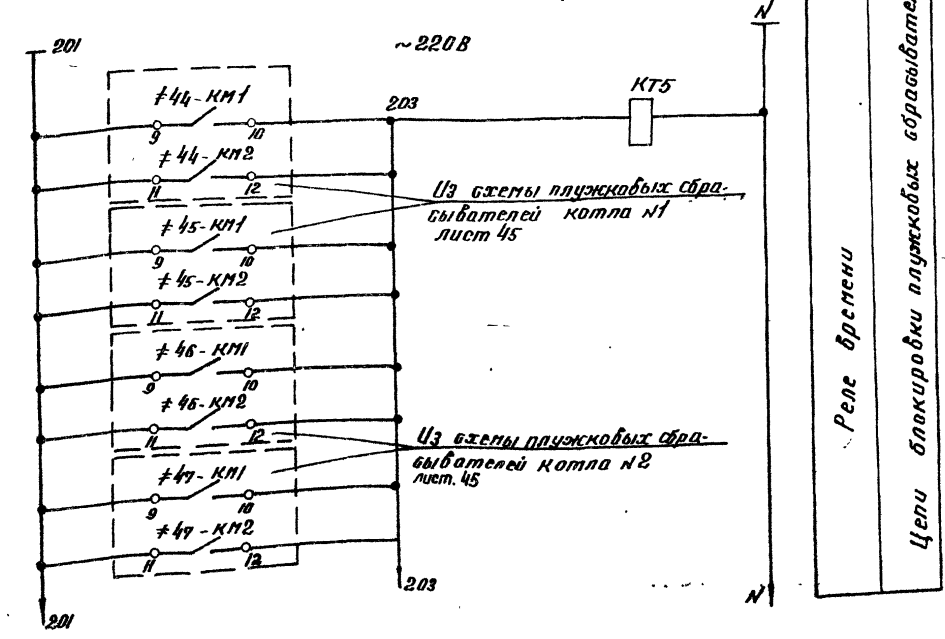 201
~220В
N
≠44-КМ1
9
10
203
КТ5
≠44-КМ2
11
12
Из схемы плужковых сбра-
сывателей котла N1
лист 45
≠45-КМ1
9
10
≠45-КМ2
11
12
≠46-КМ1
9
10
≠46-КМ2
11
12
Из схемы плужковых сбра-
сывателей котла N2
лист. 45
≠47-КМ1
9
10
≠47-КМ2
11
12
203
201
N
Реле времени
Цепи блокировки плужковых сбрасывател